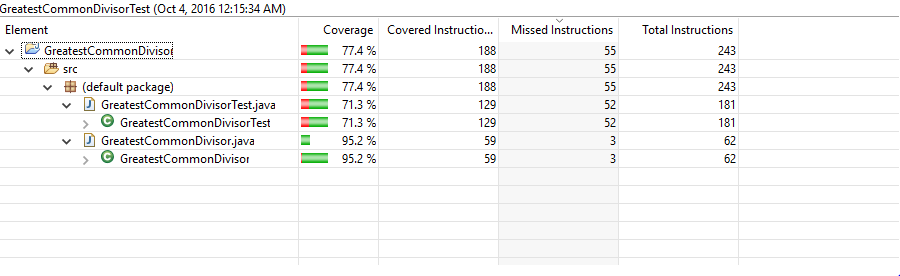 GreatestCommonDivisorTest (Oct 4, 2016 12:15:34 AM)
Element Coverage Covered Instructio... Missed Instructions Total Instructions
GreatestCommonDivisor 77.4 % 188 55 243
src 77.4 % 188 55 243
(default package) 77.4 % 188 55 243
GreatestCommonDivisorTest.java 71.3 % 129 52 181
GreatestCommonDivisorTest 71.3 % 129 52 181
GreatestCommonDivisor.java 95.2 % 59 3 62
GreatestCommonDivisor 95.2 % 59 3 62